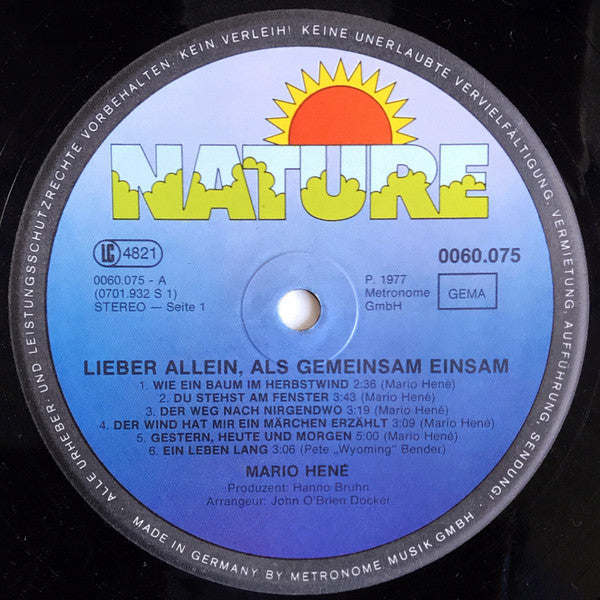 ALLE URHEBER- UND LEISTUNGSSCHUTZRECHTE VORBEHALTEN. KEIN VERLEIH! KEINE UNERLAUBTE VERVIELFÄLTIGUNG, VERMIETUNG, AUFFÜHRUNG, SENDUNG!
NATURE
LC 4821
0060.075
0060.075 - A
(0701.932 S 1)
STEREO — Seite 1
P. 1977
Metronome
GmbH
GEMA
LIEBER ALLEIN, ALS GEMEINSAM EINSAM
1. WIE EIN BAUM IM HERBSTWIND 2:36 (Mario Hené)
2. DU STEHST AM FENSTER 3:43 (Mario Hené)
3. DER WEG NACH NIRGENDWO 3:19 (Mario Hené)
4. DER WIND HAT MIR EIN MÄRCHEN ERZÄHLT 3:09 (Mario Hené)
5. GESTERN, HEUTE UND MORGEN 5:00 (Mario Hené)
6. EIN LEBEN LANG 3:06 (Pete „Wyoming" Bender)
MARIO HENÉ
Produzent: Hanno Bruhn
Arrangeur: John O'Brien Docker
MADE IN GERMANY BY METRONOME MUSIK GMBH